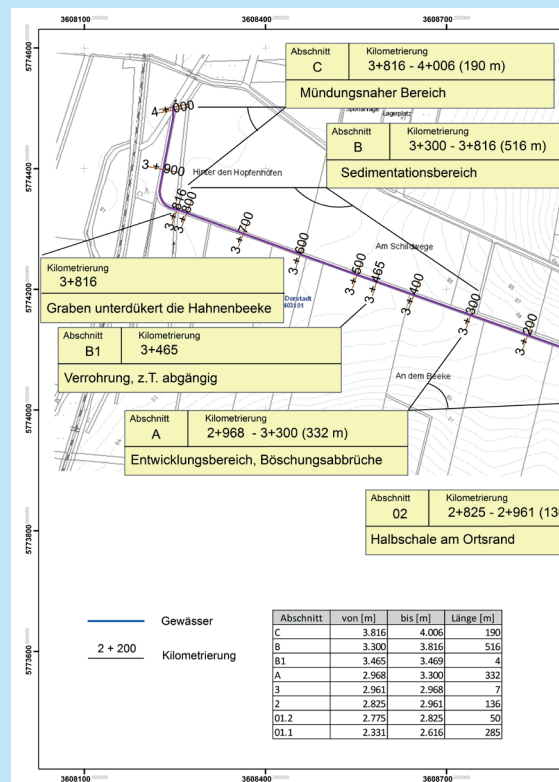 3608100 3608400 3608700
5774600
5774400
5774200
5774000
5773800
5773600
Abschnitt Kilometrierung
C 3+816 - 4+006 (190 m)
Mündungsnaher Bereich
4 + 000
Lagerplatz
Abschnitt Kilometrierung
B 3+300 - 3+816 (516 m)
Sedimentationsbereich
3 + 900
Hinter den Hopfenhöfen
3 + 816
3 + 800
3 + 700
3 + 600
Am Schildwege
3 + 500
3 + 465
3 + 400
3 + 300
3 + 200
Kilometrierung
3+816
Graben unterdükert die Hahnenbeeke
Dorstadt
403101
Abschnitt Kilometrierung
B1 3+465
Verrohrung, z.T. abgängig
An dem Beeke
Abschnitt Kilometrierung
A 2+968 - 3+300 (332 m)
Entwicklungsbereich, Böschungsabbrüche
Abschnitt Kilometrierung
02 2+825 - 2+961 (13
Halbschale am Ortsrand
Gewässer
2 + 200 Kilometrierung
Abschnitt von [m] bis [m] Länge [m]
C 3.816 4.006 190
B 3.300 3.816 516
B1 3.465 3.469 4
A 2.968 3.300 332
3 2.961 2.968 7
2 2.825 2.961 136
01.2 2.775 2.825 50
01.1 2.331 2.616 285
3608100 3608400 3608700